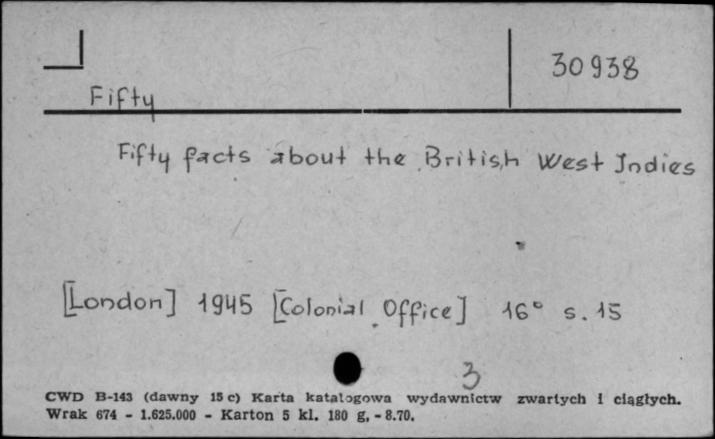 30938
Fifty
Fifty facts about the British West Indies
[London] 1945 [Colonial Office] 16° s. 15
3
CWD B-143 (dawny 15 c) Karta katalogowa wydawnictw zwartych i ciągłych.
Wrak 674 - 1.625.000 - Karton 5 kl. 180 g, - 8.70.